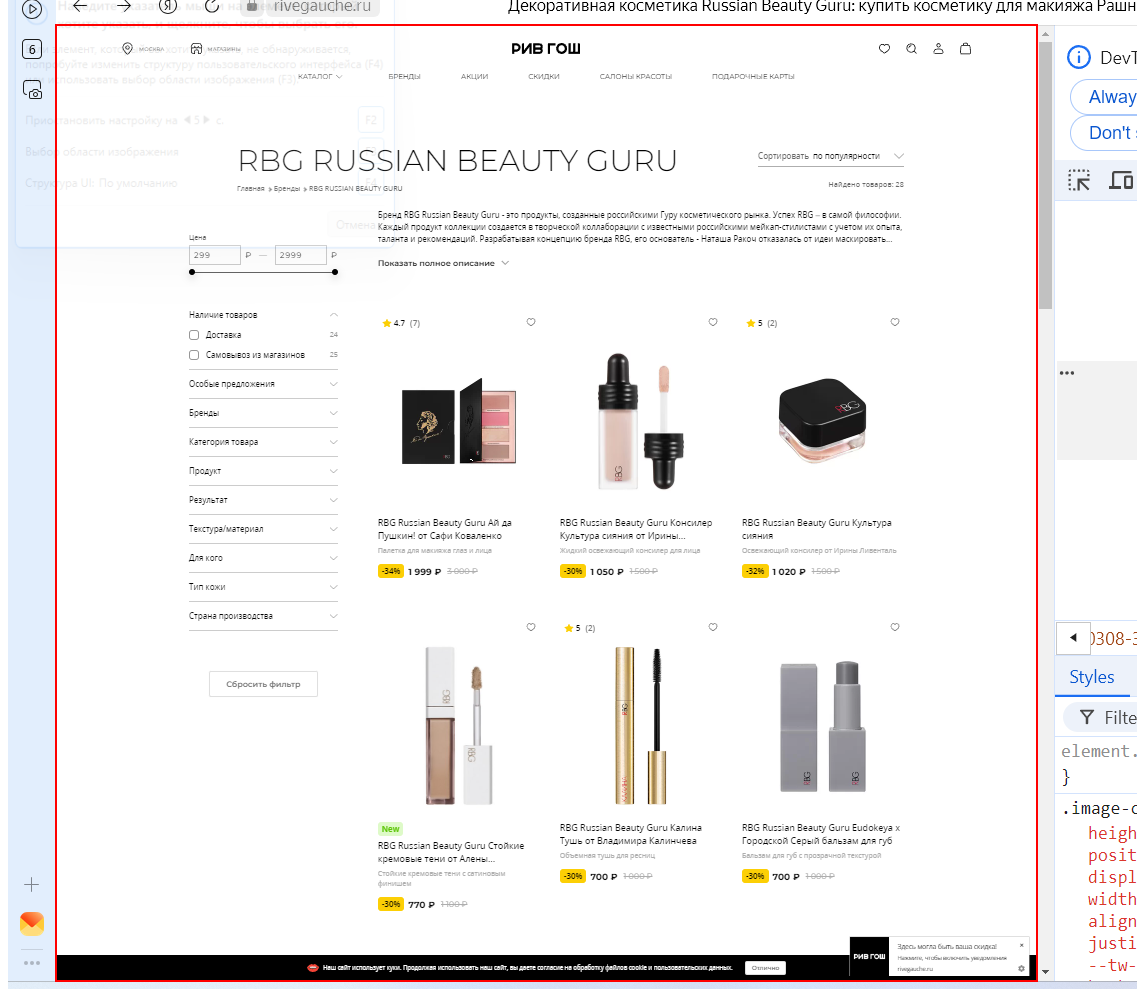 rivegauche.ru
Декоративная косметика Russian Beauty Guru: купить косметику для макияжа Рашн
6
МОСКВА
МАГАЗИНЫ
РИВ ГОШ
КАТАЛОГ
БРЕНДЫ
АКЦИИ
СКИДКИ
САЛОНЫ КРАСОТЫ
ПОДАРОЧНЫЕ КАРТЫ
не обнаруживается,
попробуйте изменить структуру пользовательского интерфейса (F4)
или использовать выбор области изображения (F3).
Приостановить настройку на 5 с.
F2
Выбор области изображения
Структура UI: По умолчанию
F4
Отмена
RBG RUSSIAN BEAUTY GURU
Главная
Бренды
RBG RUSSIAN BEAUTY GURU
Сортировать по популярности
Найдено товаров: 28
Бренд RBG Russian Beauty Guru - это продукты, созданные российскими Гуру косметического рынка. Успех RBG – в самой философии.
Каждый продукт коллекции создается в творческой коллаборации с известными российскими мейкап-стилистами с учетом их опыта,
таланта и рекомендаций. Разрабатывая концепцию бренда RBG, его основатель - Наташа Ракоч отказалась от идеи маскировать...
Показать полное описание
Цена
299 ₽ — 2999 ₽
Наличие товаров
Доставка 24
Самовывоз из магазинов 25
Особые предложения
Бренды
Категория товара
Продукт
Результат
Текстура/материал
Для кого
Тип кожи
Страна производства
Сбросить фильтр
4.7 (7)
RBG Russian Beauty Guru Ай да
Пушкин! от Сафи Коваленко
Палетка для макияжа глаз и лица
-34% 1 999 ₽ 3 000 ₽
RBG
RBG Russian Beauty Guru Консилер
Культура сияния от Ирины...
Жидкий освежающий консилер для лица
-30% 1 050 ₽ 1 500 ₽
5 (2)
RBG
RBG Russian Beauty Guru Культура
сияния
Освежающий консилер от Ирины Ливенталь
-32% 1 020 ₽ 1 500 ₽
RBG
RBG
New
RBG Russian Beauty Guru Стойкие
кремовые тени от Алены...
Стойкие кремовые тени с сатиновым
финишем
-30% 770 ₽ 1 100 ₽
5 (2)
RBG
RBG Russian Beauty Guru Калина
Тушь от Владимира Калинчева
Объемная тушь для ресниц
-30% 700 ₽ 1 000 ₽
RBG
RBG
RBG Russian Beauty Guru Eudokeya x
Городской Серый бальзам для губ
Бальзам для губ с прозрачной текстурой
-30% 700 ₽ 1 000 ₽
Наш сайт использует куки. Продолжая использовать наш сайт, вы даете согласие на обработку файлов cookie и пользовательских данных.
Отлично
РИВ ГОШ
Здесь могла быть ваша скидка!
Нажмите, чтобы включить уведомления
rivegauche.ru
DevT
Alway
Don't s
0308-3
Styles
Filte
element.
}
.image-c
heigh
posit
displ
width
align
justi
--tw-